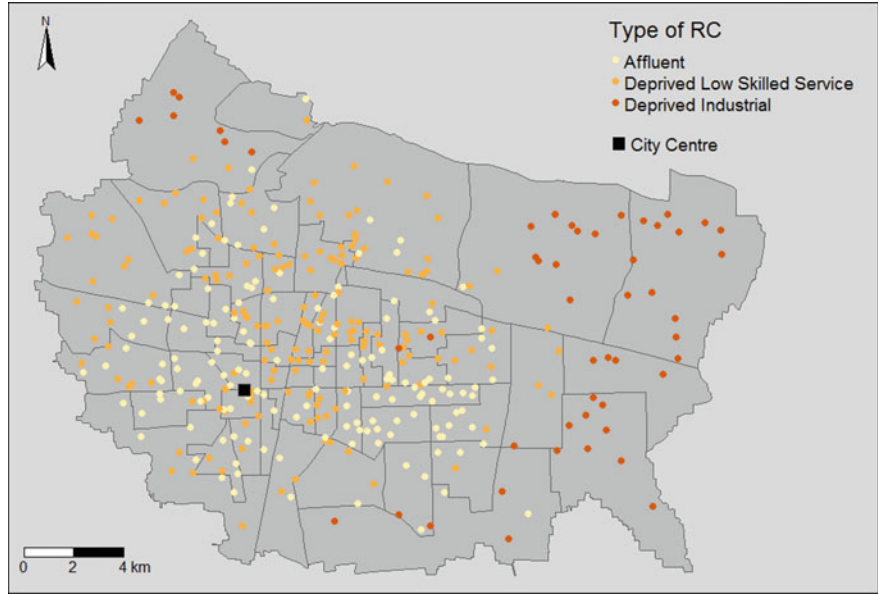 N
Type of RC
Affluent
Deprived Low Skilled Service
Deprived Industrial
City Centre
0 2 4 km